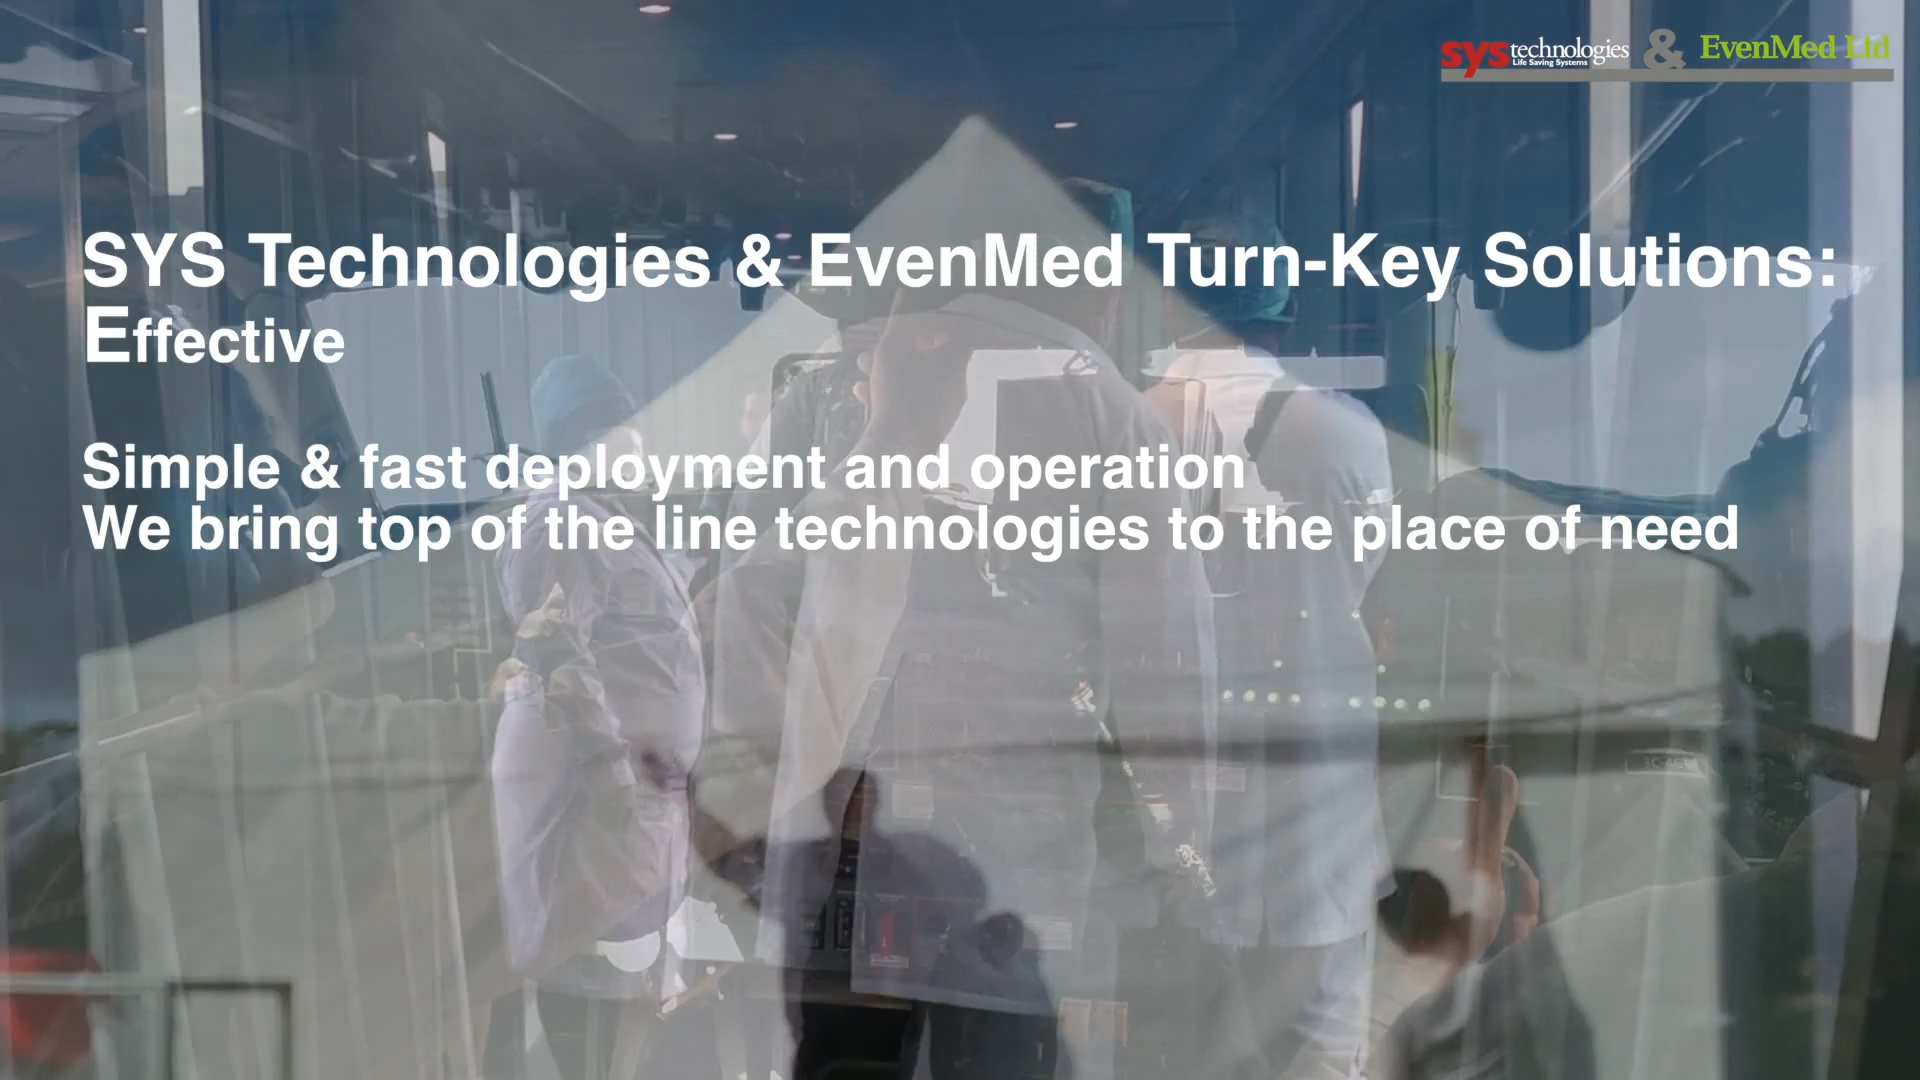 sys technologies & EvenMed Ltd
Life Saving Systems
SYS Technologies & EvenMed Turn-Key Solutions:
Effective
Simple & fast deployment and operation
We bring top of the line technologies to the place of need